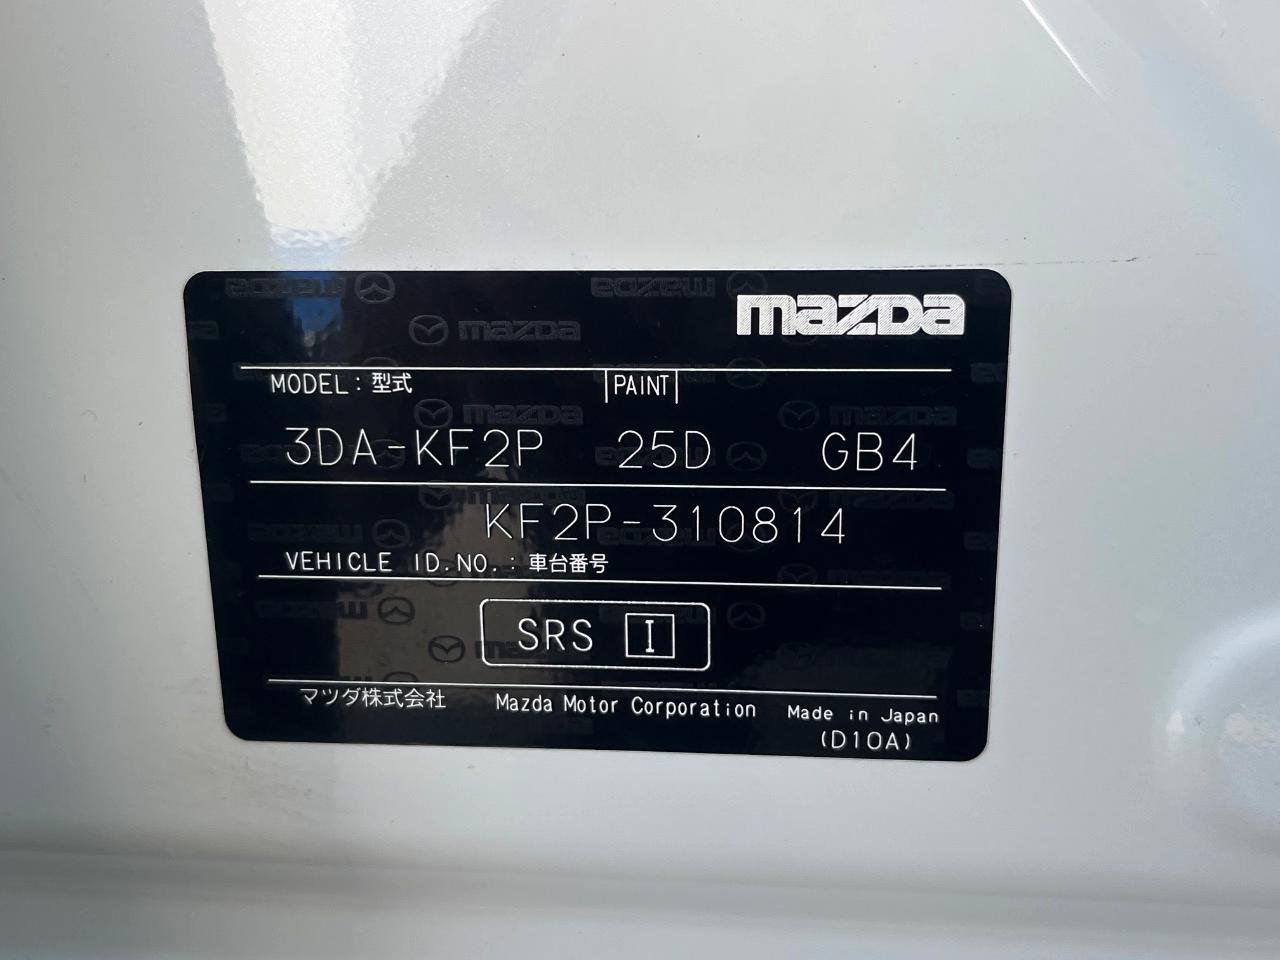 mazda
MODEL : 型式 PAINT
3DA-KF2P 25D GB4
KF2P-310814
VEHICLE ID.NO. : 車台番号
SRS I
マツダ株式会社 Mazda Motor Corporation Made in Japan
(D10A)